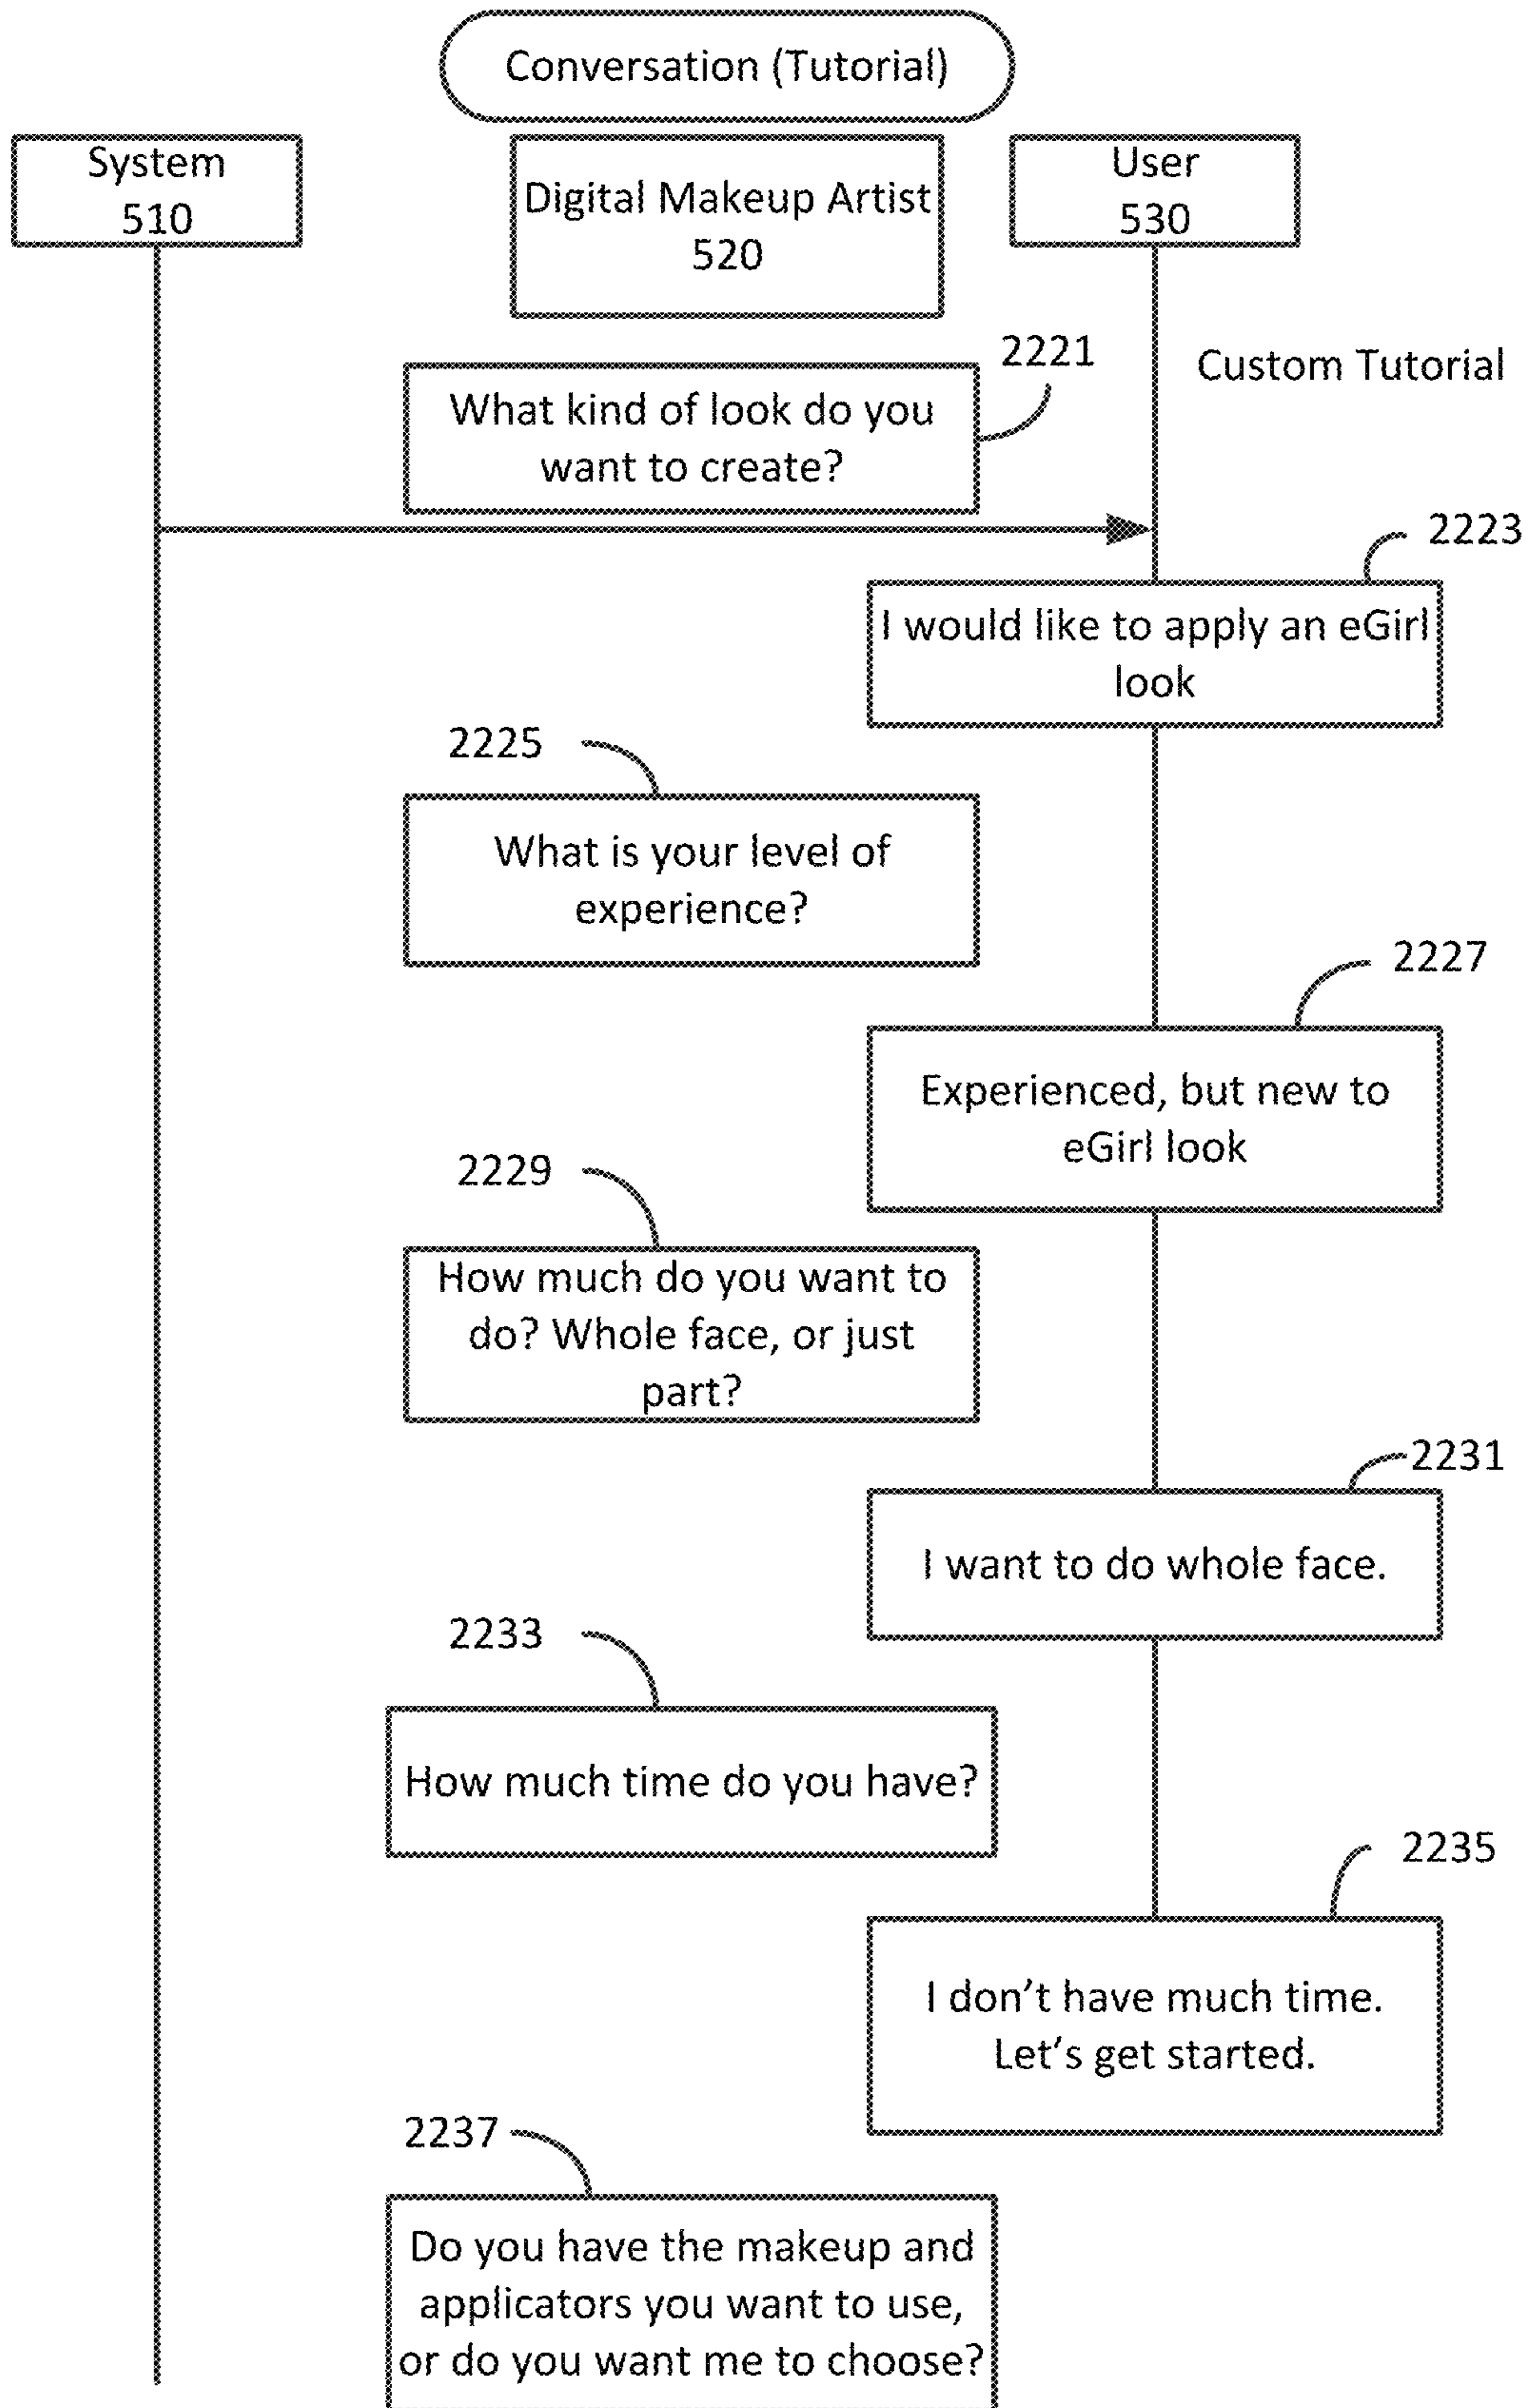 Conversation (Tutorial)
System
510
Digital Makeup Artist
520
User
530
2221
Custom Tutorial
What kind of look do you
want to create?
2223
I would like to apply an eGirl
look
2225
What is your level of
experience?
2227
Experienced, but new to
eGirl look
2229
How much do you want to
do? Whole face, or just
part?
2231
I want to do whole face.
2233
How much time do you have?
2235
I don't have much time.
Let's get started.
2237
Do you have the makeup and
applicators you want to use,
or do you want me to choose?